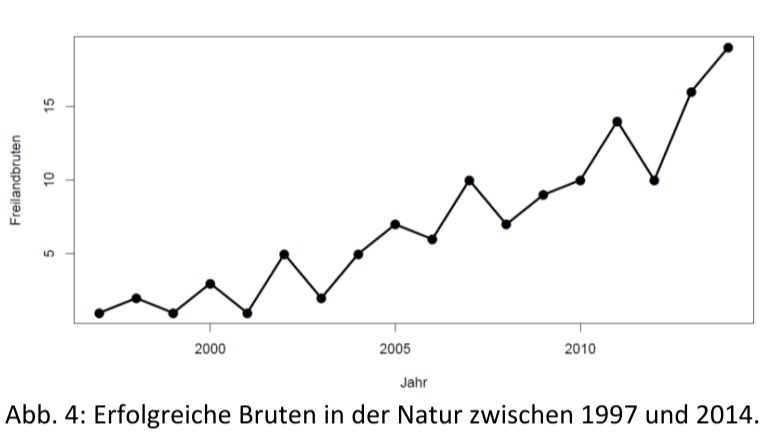 Freilandbruten
15
10
5
2000 2005 2010
Jahr
Abb. 4: Erfolgreiche Bruten in der Natur zwischen 1997 und 2014.